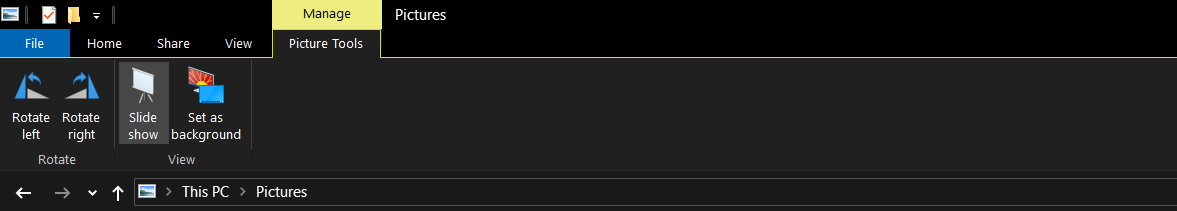 Manage
Pictures
File
Home
Share
View
Picture Tools
Rotate left
Rotate right
Slide show
Set as background
Rotate
View
This PC
Pictures